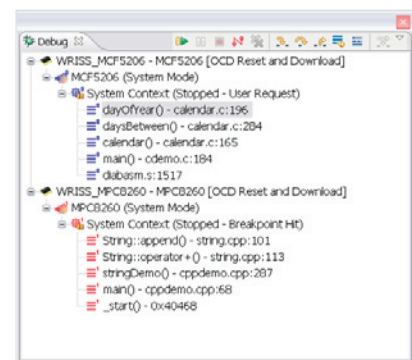 Debug
WRISS_MCF5206 - MCF5206 [OCD Reset and Download]
MCF5206 (System Mode)
System Context (Stopped - User Request)
dayOfYear() - calendar.c:196
daysBetween() - calendar.c:284
calendar() - calendar.c:165
main() - cdemo.c:184
diabasm.s:1517
WRISS_MPC8260 - MPC8260 [OCD Reset and Download]
MPC8260 (System Mode)
System Context (Stopped - Breakpoint Hit)
String::append() - string.cpp:101
String::operator+() - string.cpp:113
stringDemo() - cppdemo.cpp:287
main() - cppdemo.cpp:68
_start() - 0x40468